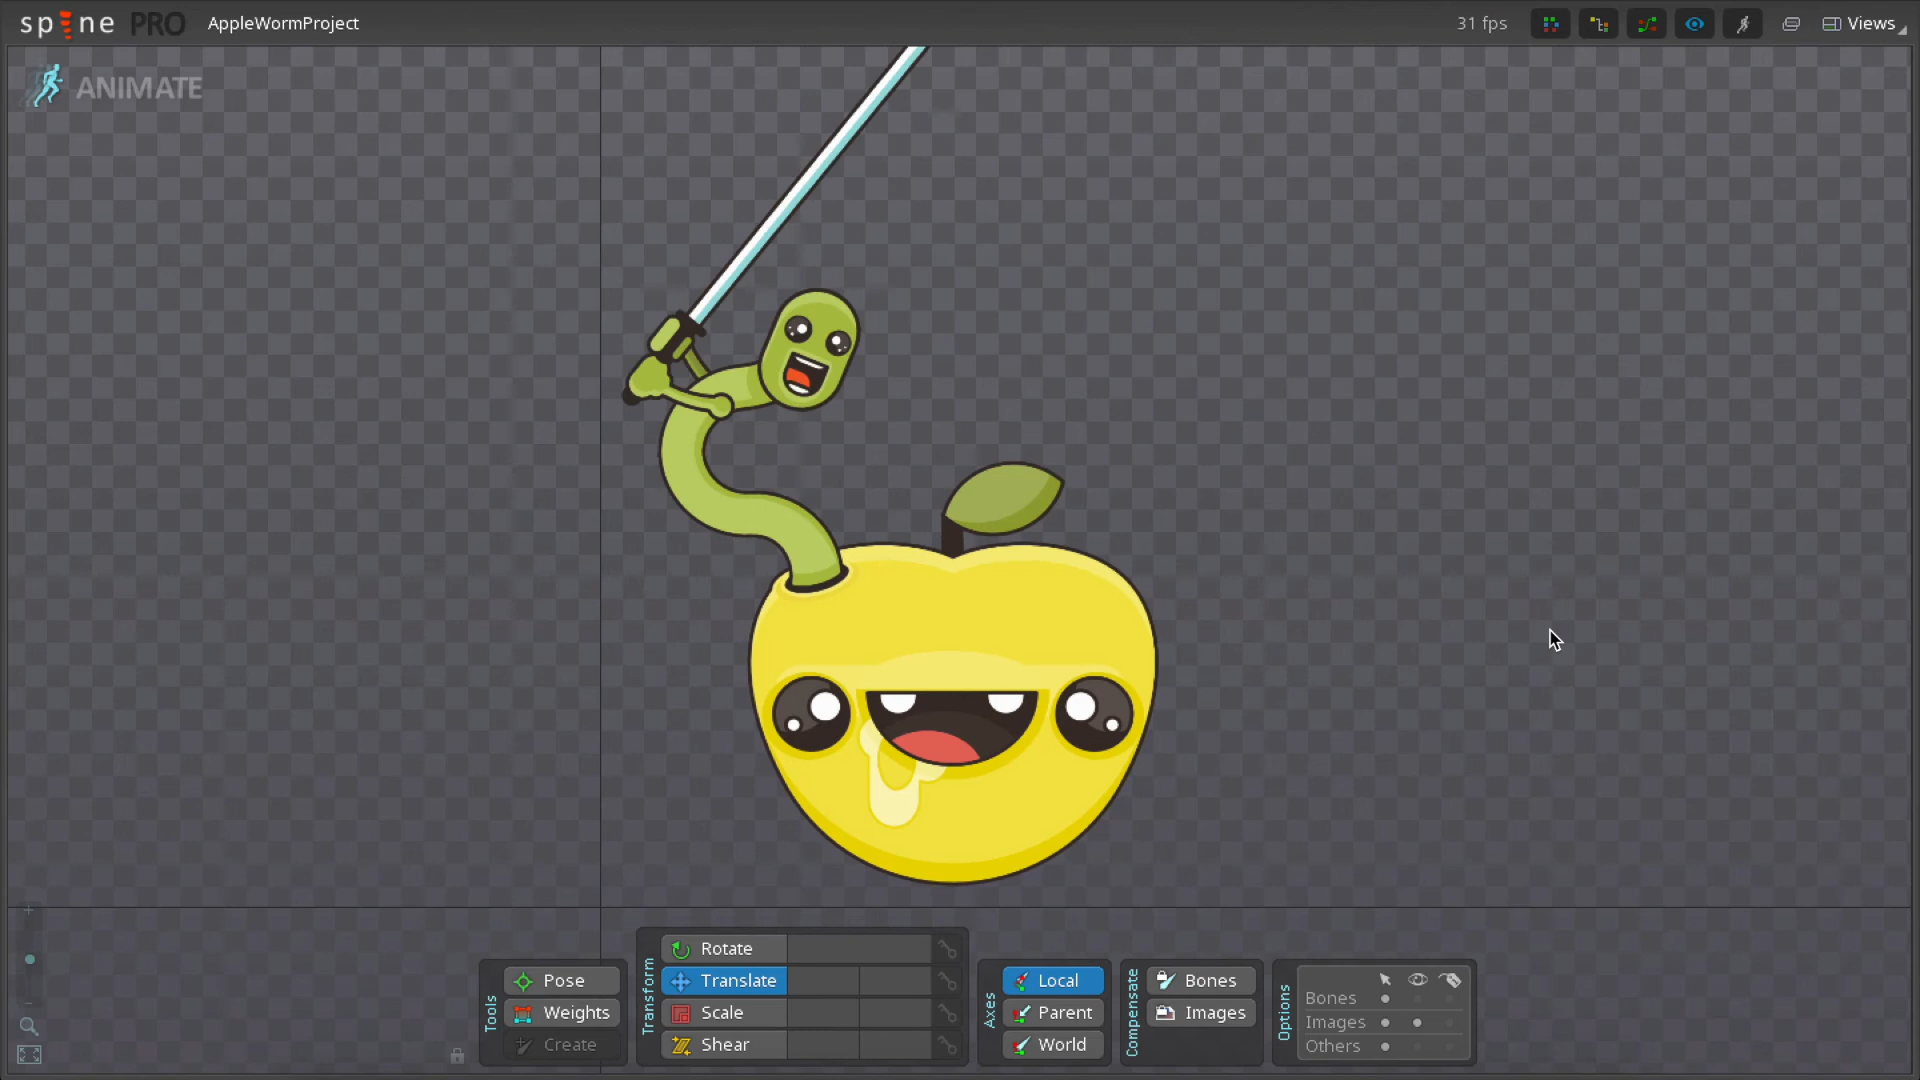 spine PRO AppleWormProject 31 fps Views
ANIMATE
Tools
Pose
Weights
Create
Transform
Rotate
Translate
Scale
Shear
Axes
Local
Parent
World
Compensate
Bones
Images
Options
Bones
Images
Others